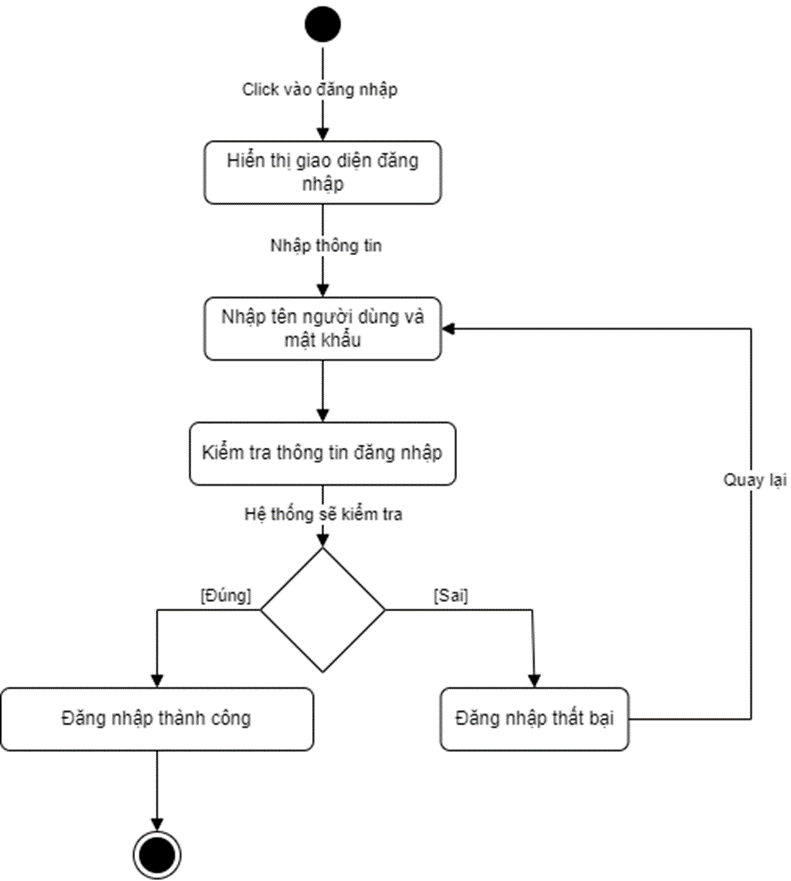 Click vào đăng nhập
Hiển thị giao diện đăng
nhập
Nhập thông tin
Nhập tên người dùng và
mật khẩu
Kiểm tra thông tin đăng nhập
Quay lại
Hệ thống sẽ kiểm tra
[Đúng]
[Sai]
Đăng nhập thành công
Đăng nhập thất bại